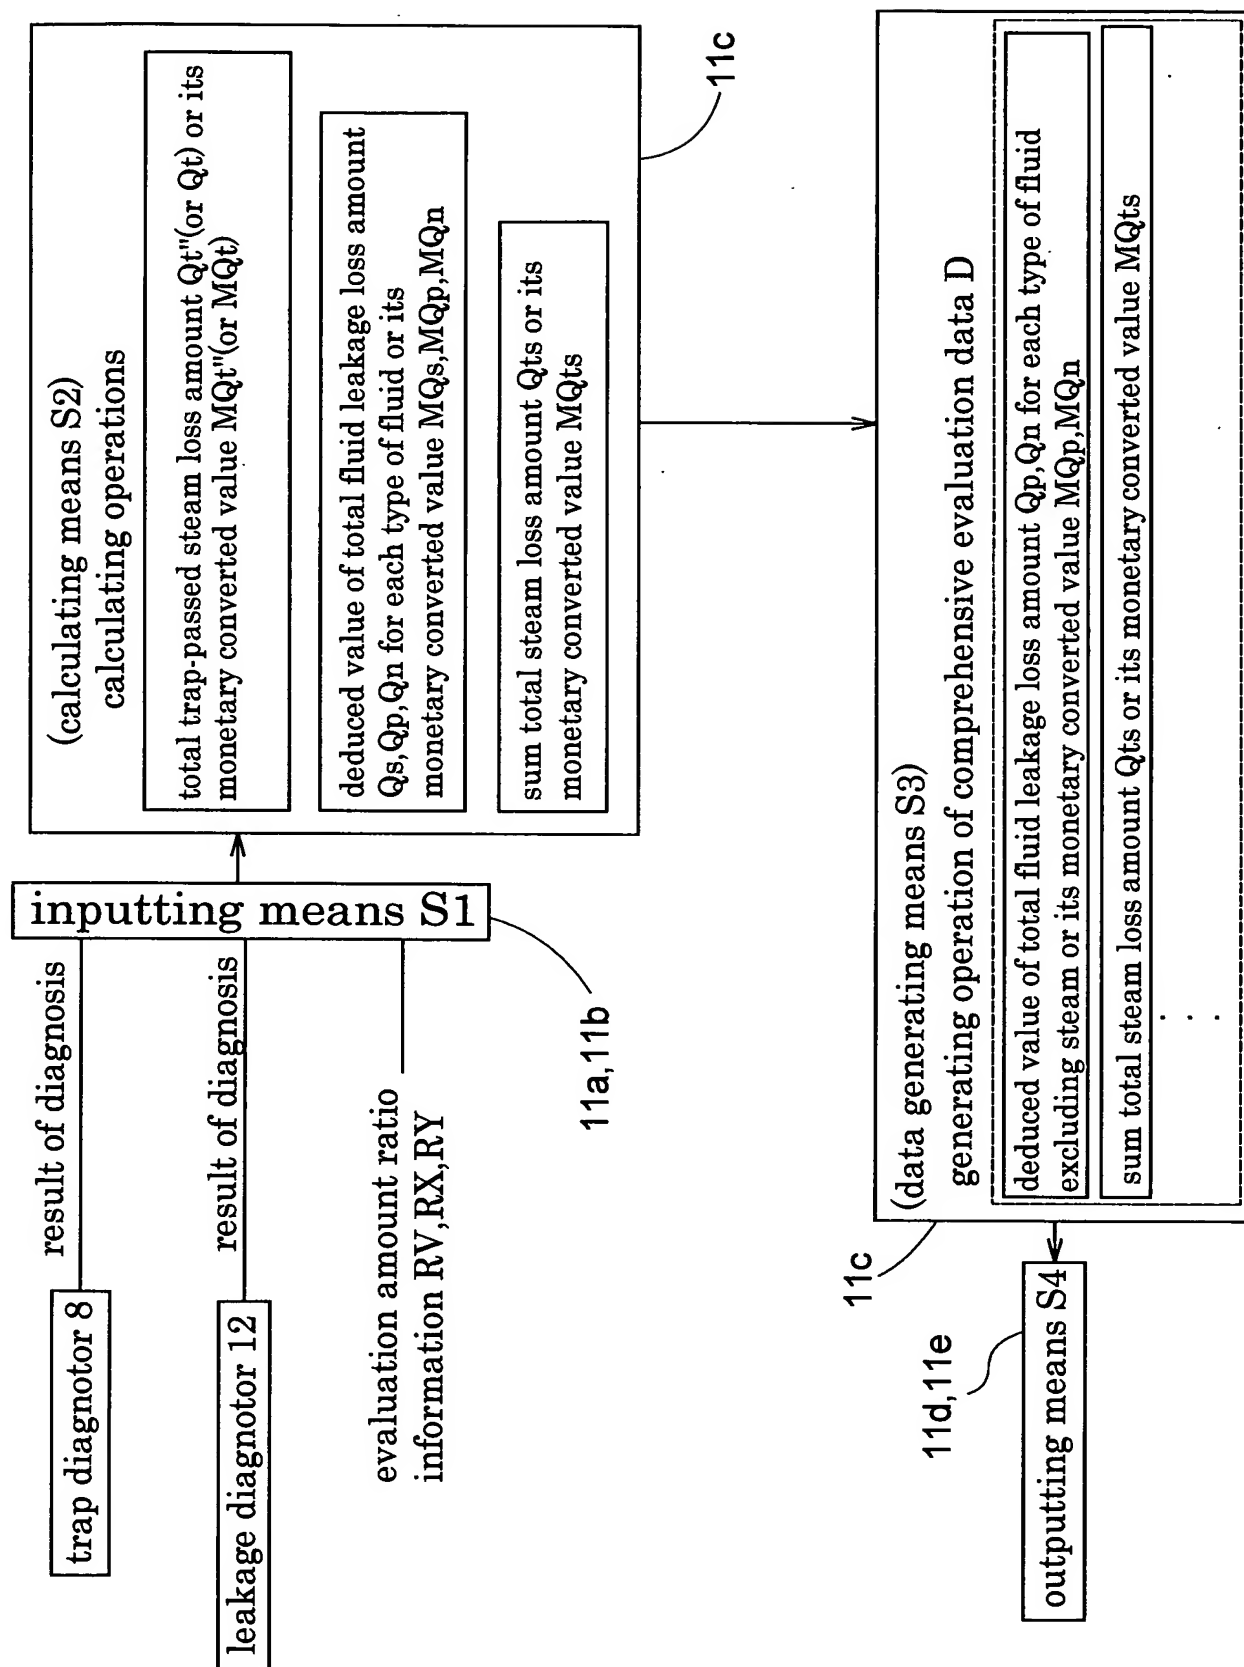 trap diagnotor 8
result of diagnosis
leakage diagnotor 12
result of diagnosis
evaluation amount ratio
information RV,RX,RY
inputting means S1
11a,11b
(calculating means S2)
calculating operations
total trap-passed steam loss amount Qt"(or Qt) or its
monetary converted value MQt"(or MQt)
deduced value of total fluid leakage loss amount
Qs,Qp,Qn for each type of fluid or its
monetary converted value MQs,MQp,MQn
sum total steam loss amount Qts or its
monetary converted value MQts
11c
(data generating means S3)
generating operation of comprehensive evaluation data D
deduced value of total fluid leakage loss amount Qp,Qn for each type of fluid
excluding steam or its monetary converted value MQp,MQn
sum total steam loss amount Qts or its monetary converted value MQts
. . .
11c
outputting means S4
11d,11e